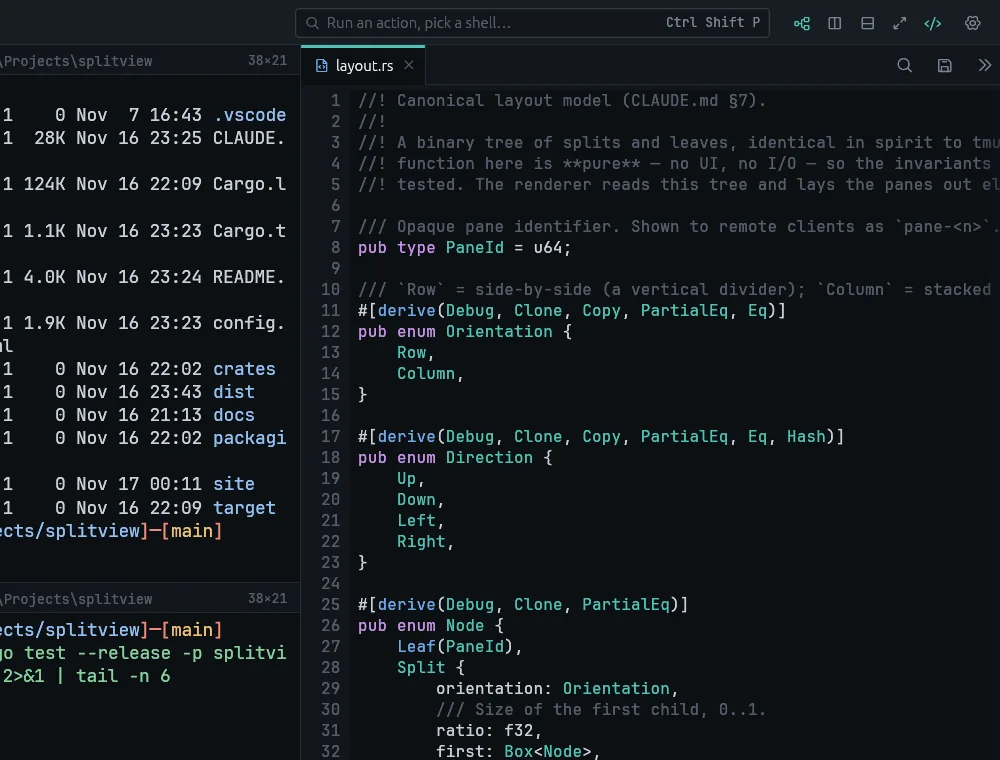 Run an action, pick a shell… Ctrl Shift P
\Projects\splitview 38×21
1 0 Nov 7 16:43 .vscode
1 28K Nov 16 23:25 CLAUDE.
1 124K Nov 16 22:09 Cargo.l
1 1.1K Nov 16 23:23 Cargo.t
1 4.0K Nov 16 23:24 README.
1 1.9K Nov 16 23:23 config.
ml
1 0 Nov 16 22:02 crates
1 0 Nov 16 23:43 dist
1 0 Nov 16 21:13 docs
1 0 Nov 16 22:02 packagi
1 0 Nov 17 00:11 site
1 0 Nov 16 22:09 target
ects/splitview]─[main]
\Projects\splitview 38×21
ects/splitview]─[main]
go test --release -p splitvi
2>&1 | tail -n 6
layout.rs
1 //! Canonical layout model (CLAUDE.md §7).
2 //!
3 //! A binary tree of splits and leaves, identical in spirit to tmu
4 //! function here is **pure** — no UI, no I/O — so the invariants
5 //! tested. The renderer reads this tree and lays the panes out el
6
7 /// Opaque pane identifier. Shown to remote clients as `pane-<n>`.
8 pub type PaneId = u64;
9
10 /// `Row` = side-by-side (a vertical divider); `Column` = stacked
11 #[derive(Debug, Clone, Copy, PartialEq, Eq)]
12 pub enum Orientation {
13 Row,
14 Column,
15 }
16
17 #[derive(Debug, Clone, Copy, PartialEq, Eq, Hash)]
18 pub enum Direction {
19 Up,
20 Down,
21 Left,
22 Right,
23 }
24
25 #[derive(Debug, Clone, PartialEq)]
26 pub enum Node {
27 Leaf(PaneId),
28 Split {
29 orientation: Orientation,
30 /// Size of the first child, 0..1.
31 ratio: f32,
32 first: Box<Node>,